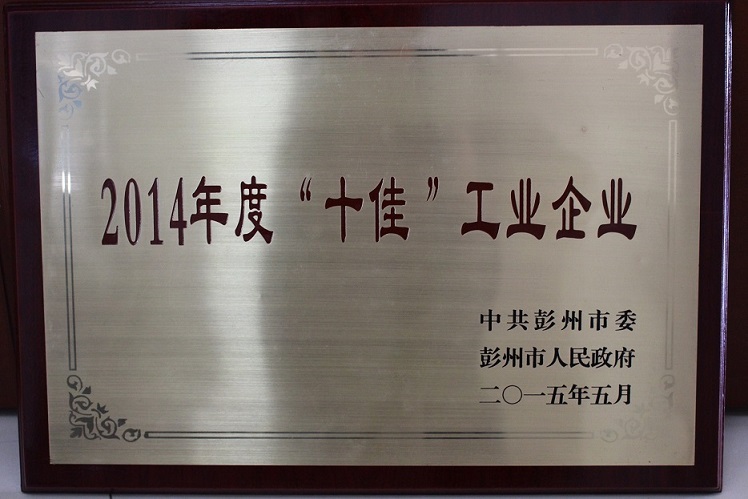 2014年度“十佳”工业企业
中共彭州市委
彭州市人民政府
二〇一五年五月